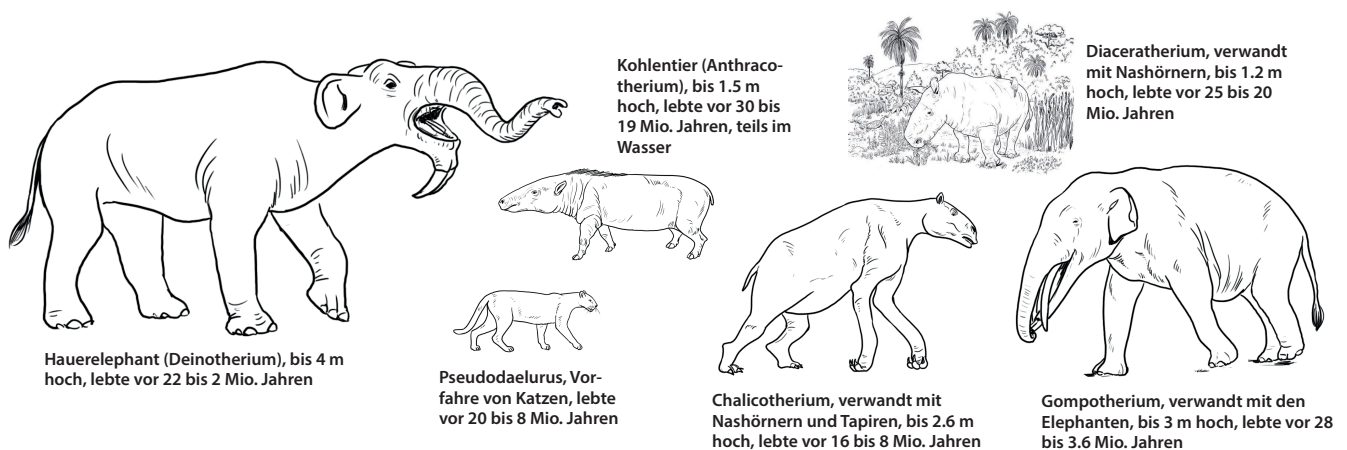 Kohlentier (Anthraco-
therium), bis 1.5 m
hoch, lebte vor 30 bis
19 Mio. Jahren, teils im
Wasser
Diaceratherium, verwandt
mit Nashörnern, bis 1.2 m
hoch, lebte vor 25 bis 20
Mio. Jahren
Hauerelephant (Deinotherium), bis 4 m
hoch, lebte vor 22 bis 2 Mio. Jahren
Pseudodaelurus, Vor-
fahre von Katzen, lebte
vor 20 bis 8 Mio. Jahren
Chalicotherium, verwandt mit
Nashörnern und Tapiren, bis 2.6 m
hoch, lebte vor 16 bis 8 Mio. Jahren
Gompotherium, verwandt mit den
Elephanten, bis 3 m hoch, lebte vor 28
bis 3.6 Mio. Jahren